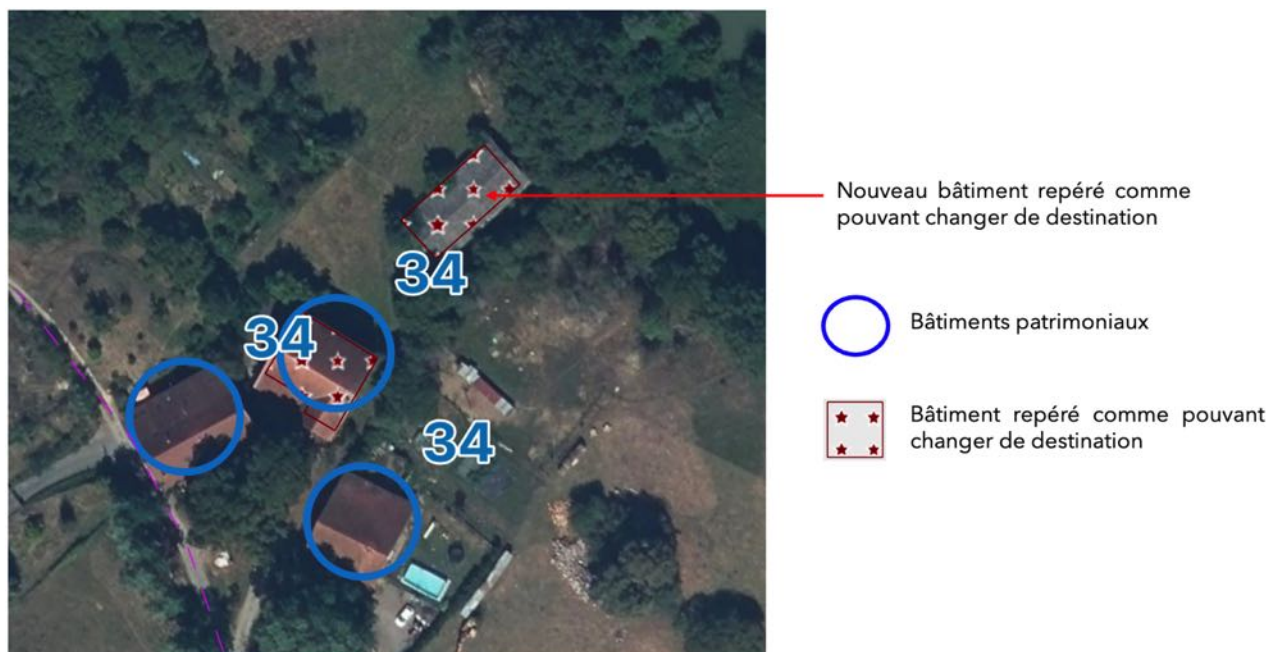 Nouveau bâtiment repéré comme
pouvant changer de destination
34
34
Bâtiments patrimoniaux
34
Bâtiment repéré comme pouvant
changer de destination